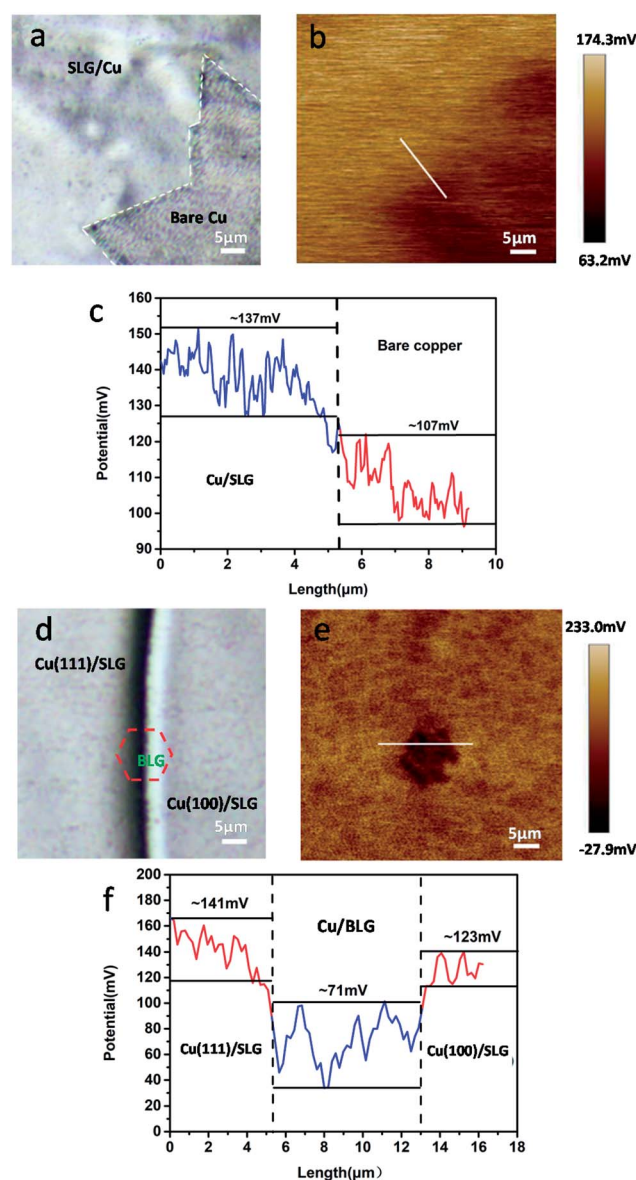 a
SLG/Cu
Bare Cu
5µm
b
5µm
174.3mV
63.2mV
c
160
150
140
130
120
110
100
90
Potential(mV)
~137mV
Bare copper
~107mV
Cu/SLG
0
2
4
6
8
10
Length(µm)
d
Cu(111)/SLG
BLG
Cu(100)/SLG
5µm
e
5µm
233.0mV
-27.9mV
f
200
180
160
140
120
100
80
60
40
20
0
Potential(mV)
~141mV
Cu/BLG
~123mV
~71mV
Cu(111)/SLG
Cu(100)/SLG
0
2
4
6
8
10
12
14
16
18
Length(µm)